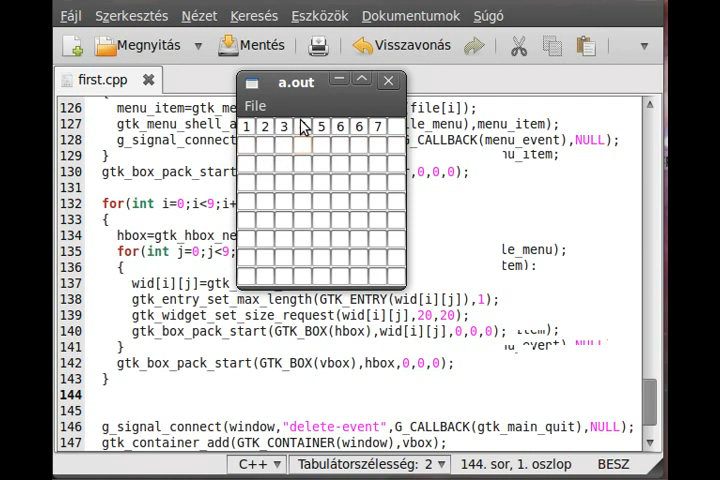 Fájl Szerkesztés Nézet Keresés Eszközök Dokumentumok Súgó
Megnyitás Mentés Visszavonás
first.cpp
a.out
File
1 2 3 5 6 6 7
126 menu_item=gtk_me file[i]);
127 gtk_menu_shell_a le_menu),menu_item);
128 g_signal_connect G_CALLBACK(menu_event),NULL);
129 } nu_item;
130 gtk_box_pack_start ,0,0,0);
131
132 for(int i=0;i<9;i+
133 {
134 hbox=gtk_hbox_ne
135 for(int j=0;j<9; le_menu);
136 { tem);
137 wid[i][j]=gtk_
138 gtk_entry_set_max_length(GTK_ENTRY(wid[i][j]),1);
139 gtk_widget_set_size_request(wid[i][j],20,20);
140 gtk_box_pack_start(GTK_BOX(hbox),wid[i][j],0,0,0);
141 }
142 gtk_box_pack_start(GTK_BOX(vbox),hbox,0,0,0);
143 }
144
145
146 g_signal_connect(window,"delete-event",G_CALLBACK(gtk_main_quit),NULL);
147 gtk_container_add(GTK_CONTAINER(window),vbox);
C++ Tabulátorszélesség: 2 144. sor, 1. oszlop BESZ